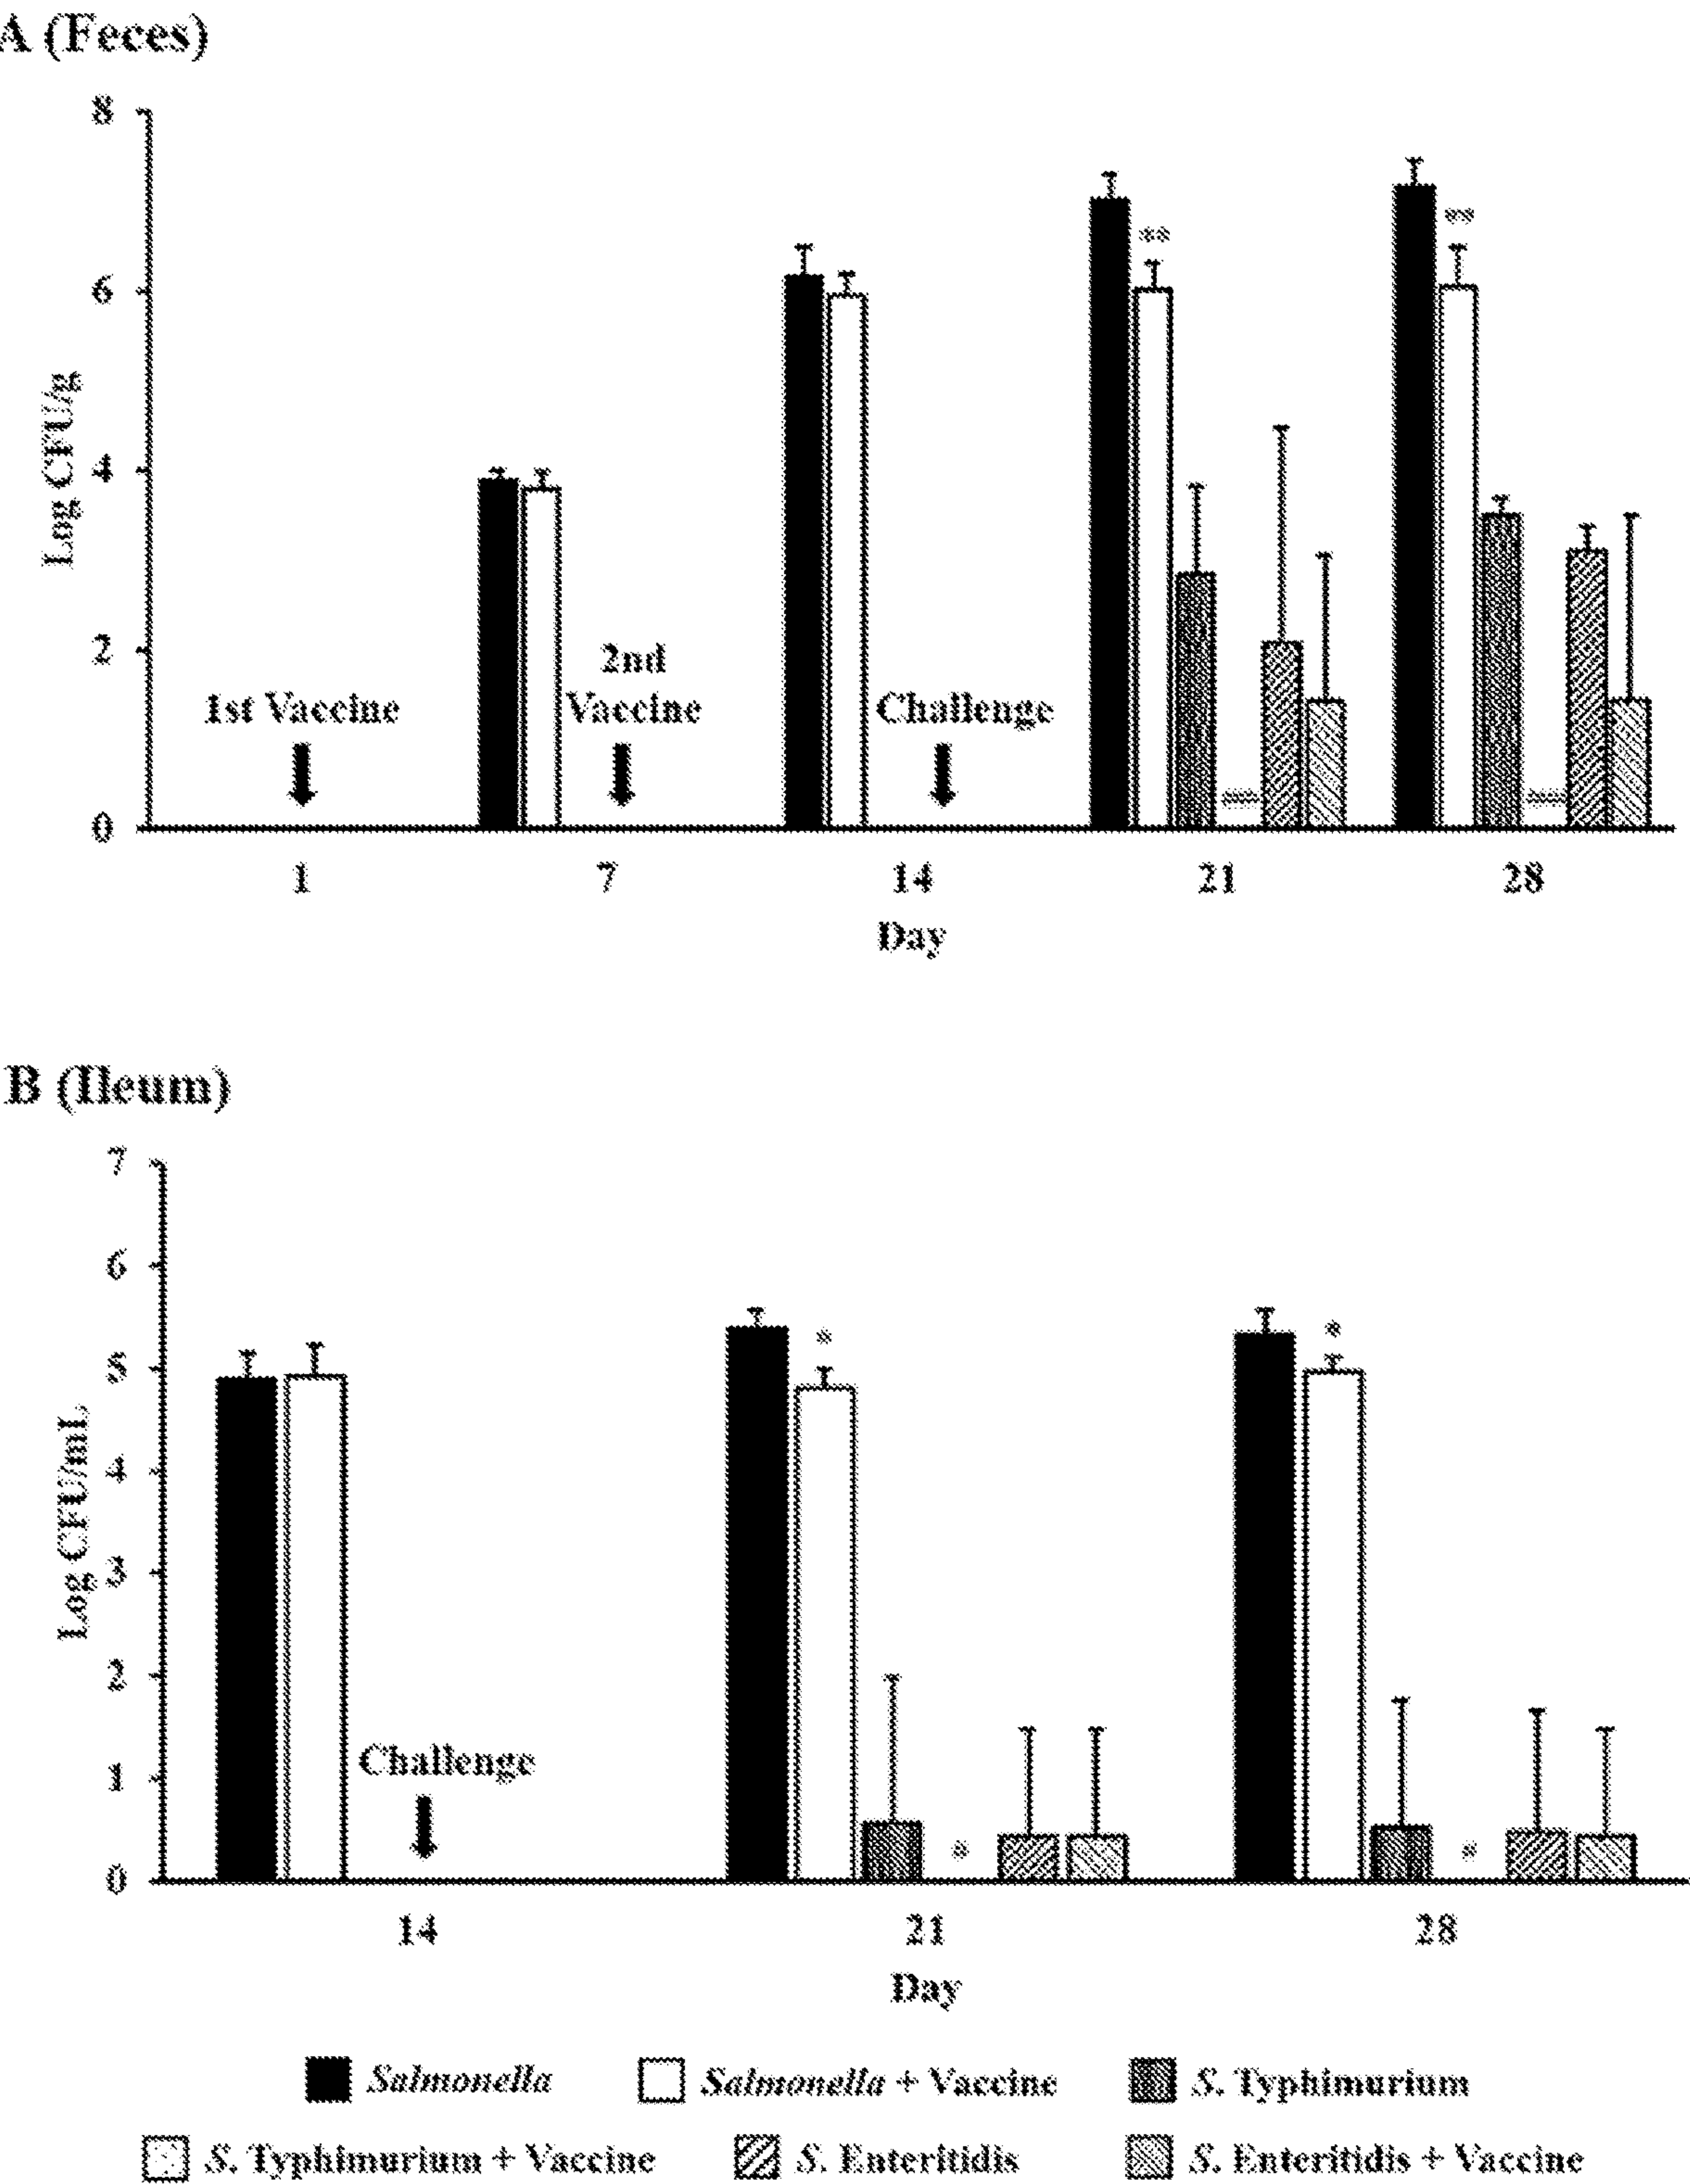 A (Feces)
8
6
4
2
0
Log CFU/g
1st Vaccine
2nd
Vaccine
Challenge
**
**
**
**
1
7
14
21
28
Day
B (Ileum)
7
6
5
4
3
2
1
0
Log CFU/mL
Challenge
*
*
*
*
14
21
28
Day
Salmonella
Salmonella + Vaccine
S. Typhimurium
S. Typhimurium + Vaccine
S. Enteritidis
S. Enteritidis + Vaccine